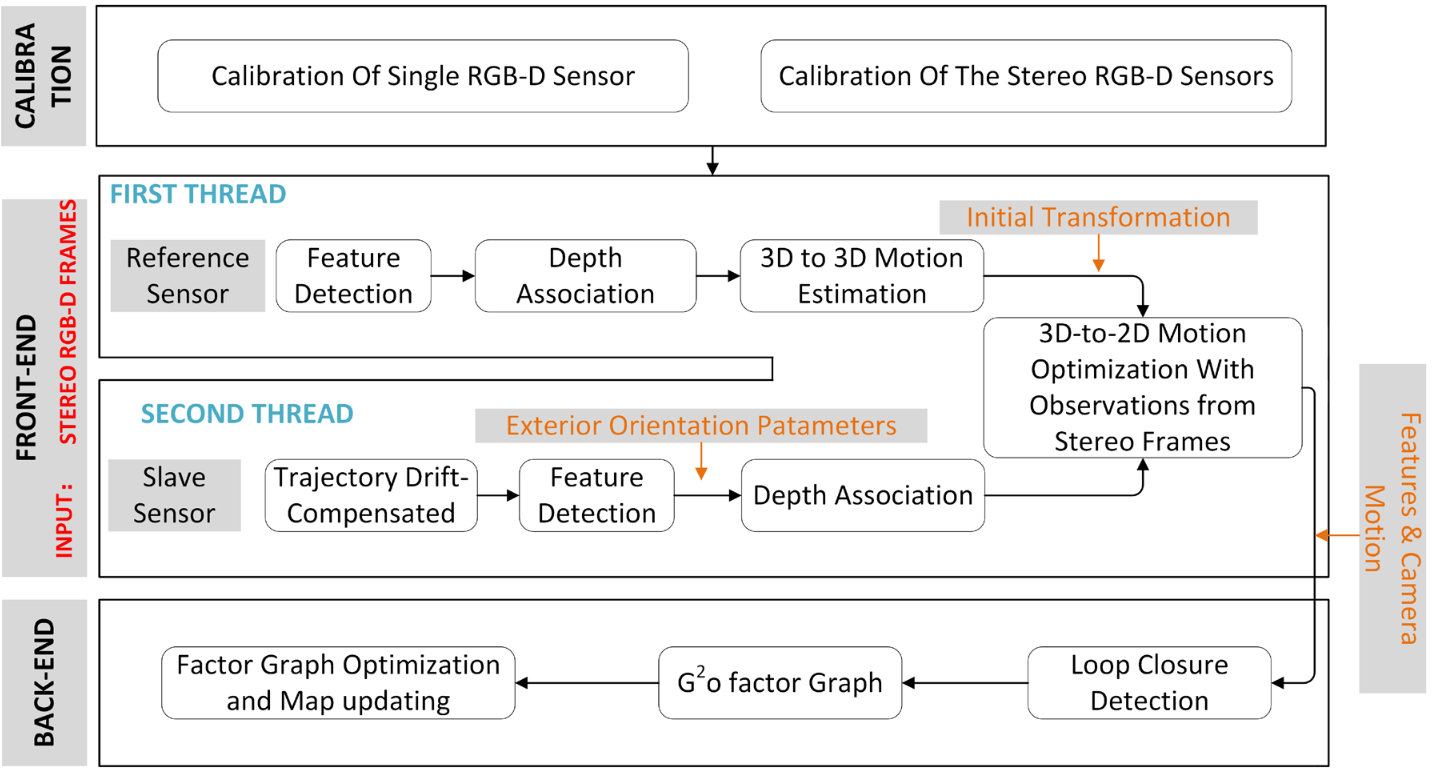 CALIBRA
TION
Calibration Of Single RGB-D Sensor
Calibration Of The Stereo RGB-D Sensors
FRONT-END
INPUT: STEREO RGB-D FRAMES
FIRST THREAD
Initial Transformation
Reference
Sensor
Feature
Detection
Depth
Association
3D to 3D Motion
Estimation
3D-to-2D Motion
Optimization With
Observations from
Stereo Frames
SECOND THREAD
Exterior Orientation Patameters
Slave
Sensor
Trajectory Drift-
Compensated
Feature
Detection
Depth Association
Features & Camera
Motion
BACK-END
Factor Graph Optimization
and Map updating
G²o factor Graph
Loop Closure
Detection